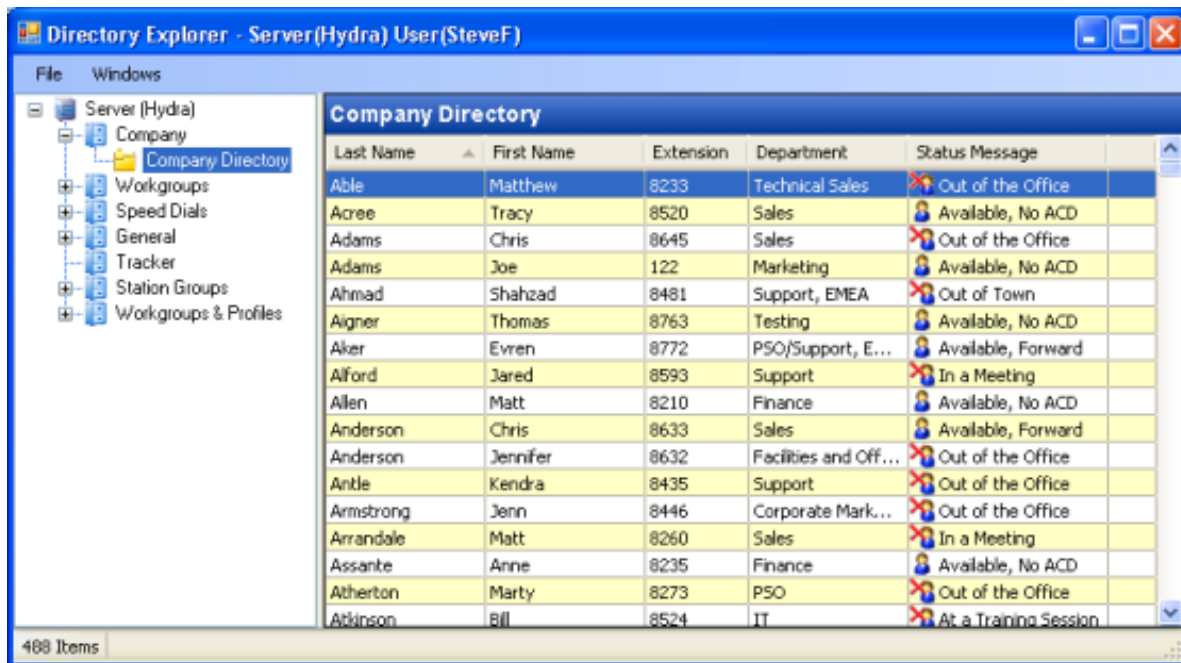 Directory Explorer - Server(Hydra) User(SteveF)
File Windows
Server (Hydra)
Company
Company Directory
Workgroups
Speed Dials
General
Tracker
Station Groups
Workgroups & Profiles
Company Directory
Last Name First Name Extension Department Status Message
Able Matthew 8233 Technical Sales Out of the Office
Acree Tracy 8520 Sales Available, No ACD
Adams Chris 8645 Sales Out of the Office
Adams Joe 122 Marketing Available, No ACD
Ahmad Shahzad 8481 Support, EMEA Out of Town
Aigner Thomas 8763 Testing Available, No ACD
Aker Evren 8772 PSO/Support, E... Available, Forward
Alford Jared 8593 Support In a Meeting
Allen Matt 8210 Finance Available, No ACD
Anderson Chris 8633 Sales Available, Forward
Anderson Jennifer 8632 Facilities and Off... Out of the Office
Antle Kendra 8435 Support Out of the Office
Armstrong Jenn 8446 Corporate Mark... Out of the Office
Arrandale Matt 8260 Sales In a Meeting
Assante Anne 8235 Finance Available, No ACD
Atherton Marty 8273 PSO Out of the Office
Atkinson Bill 8524 IT At a Training Session
488 Items